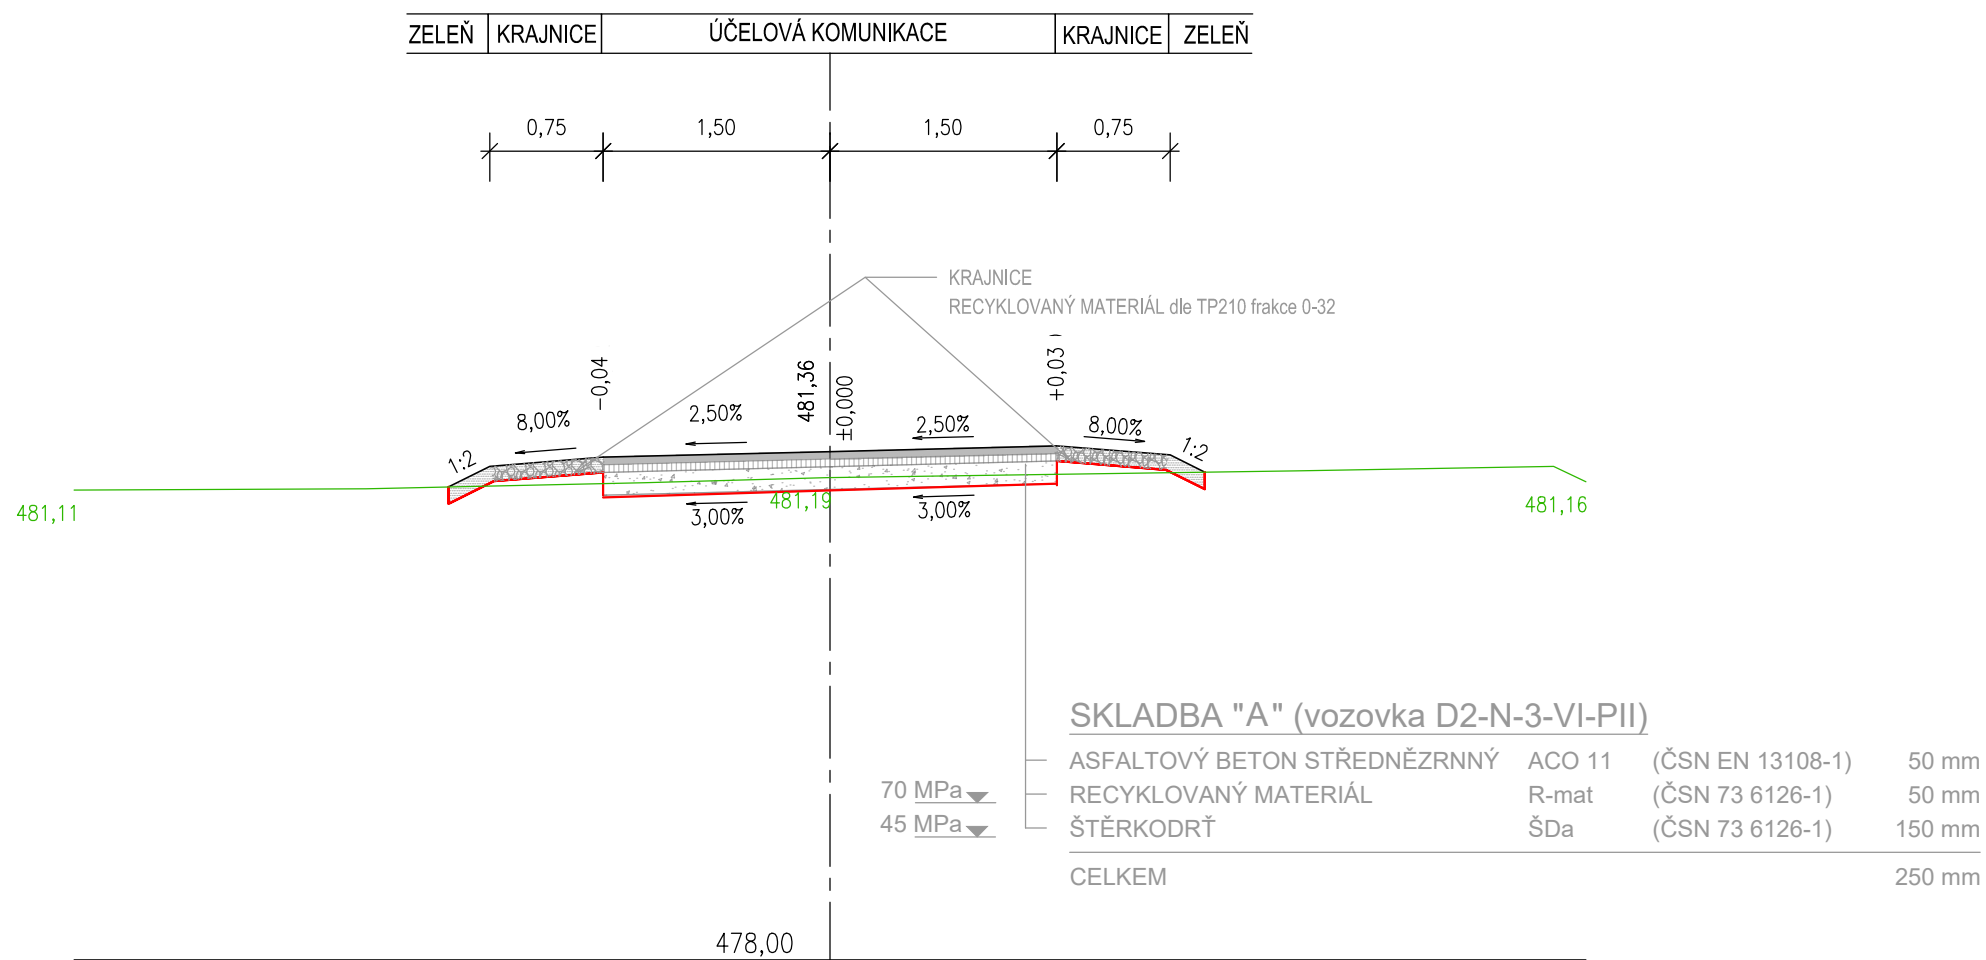 ZELEŇ KRAJNICE ÚČELOVÁ KOMUNIKACE KRAJNICE ZELEŇ
0,75 1,50 1,50 0,75
KRAJNICE
RECYKLOVANÝ MATERIÁL dle TP210 frakce 0-32
-0,04 481,36 ±0,000 +0,03
1:2 8,00% 2,50% 2,50% 8,00% 1:2
481,11 3,00% 481,19 3,00% 481,16
SKLADBA "A" (vozovka D2-N-3-VI-PII)
ASFALTOVÝ BETON STŘEDNĚZRNNÝ ACO 11 (ČSN EN 13108-1) 50 mm
70 MPa RECYKLOVANÝ MATERIÁL R-mat (ČSN 73 6126-1) 50 mm
45 MPa ŠTĚRKODRŤ ŠDa (ČSN 73 6126-1) 150 mm
CELKEM 250 mm
478,00